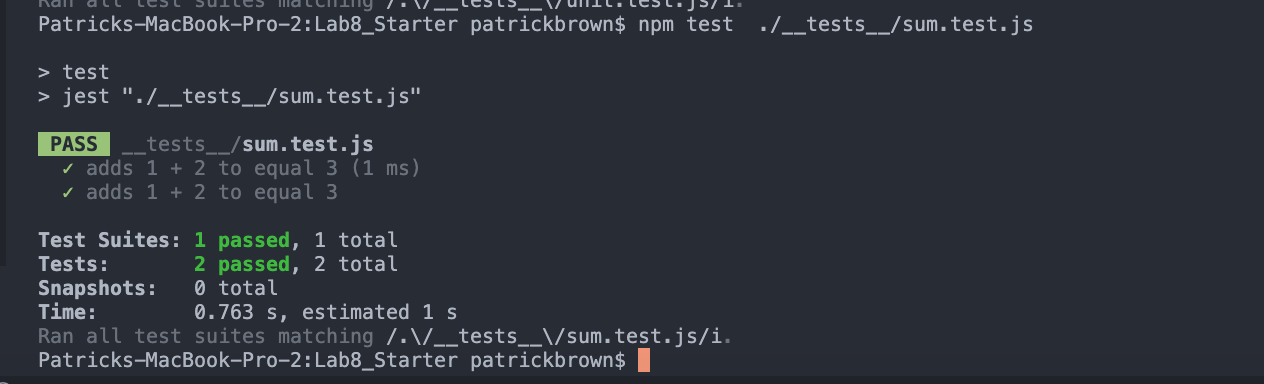 Ran all test suites matching /.\/__tests__\/unit.test.js/i.
Patricks-MacBook-Pro-2:Lab8_Starter patrickbrown$ npm test  ./__tests__/sum.test.js
> test
> jest "./__tests__/sum.test.js"
PASS __tests__/sum.test.js
✓ adds 1 + 2 to equal 3 (1 ms)
✓ adds 1 + 2 to equal 3
Test Suites: 1 passed, 1 total
Tests:       2 passed, 2 total
Snapshots:   0 total
Time:        0.763 s, estimated 1 s
Ran all test suites matching /.\/__tests__\/sum.test.js/i.
Patricks-MacBook-Pro-2:Lab8_Starter patrickbrown$